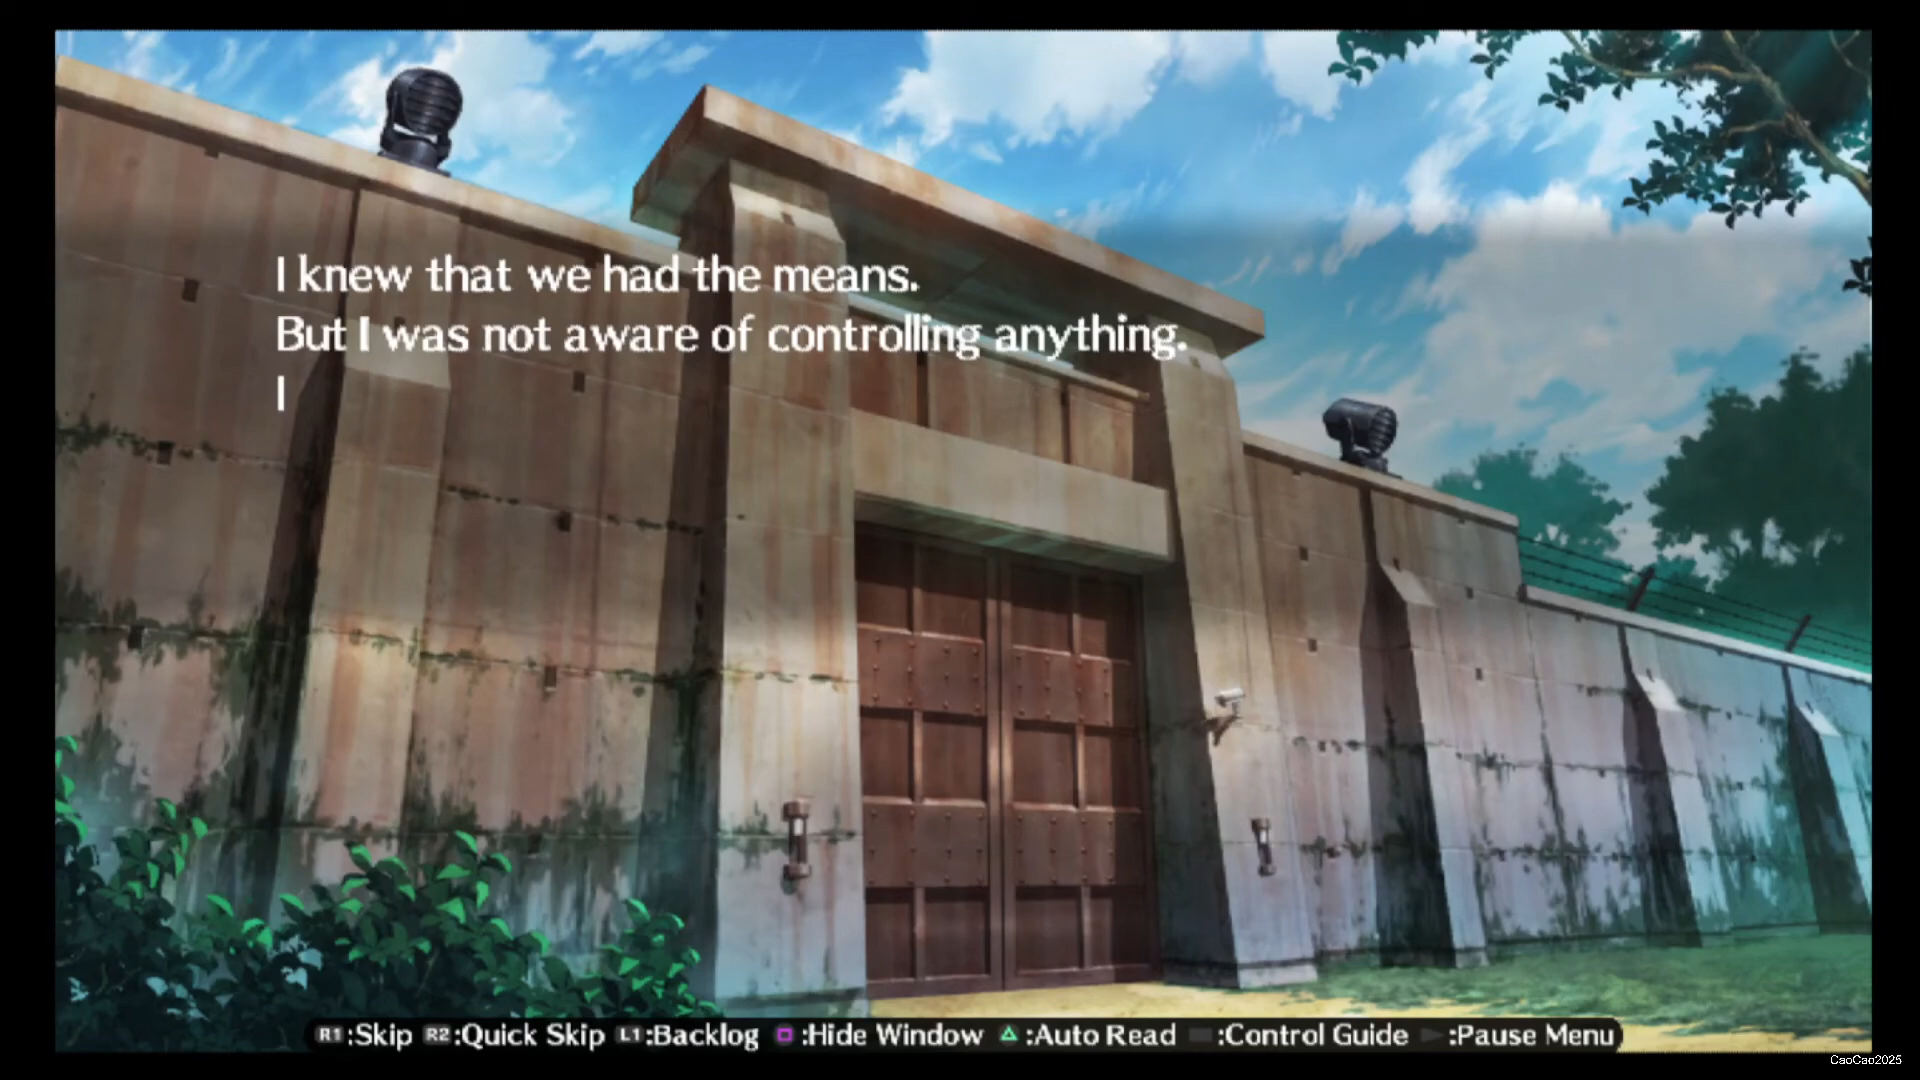 I knew that we had the means.
But I was not aware of controlling anything.
I
R1:Skip R2:Quick Skip L1:Backlog :Hide Window :Auto Read :Control Guide :Pause Menu
CaoCao2025